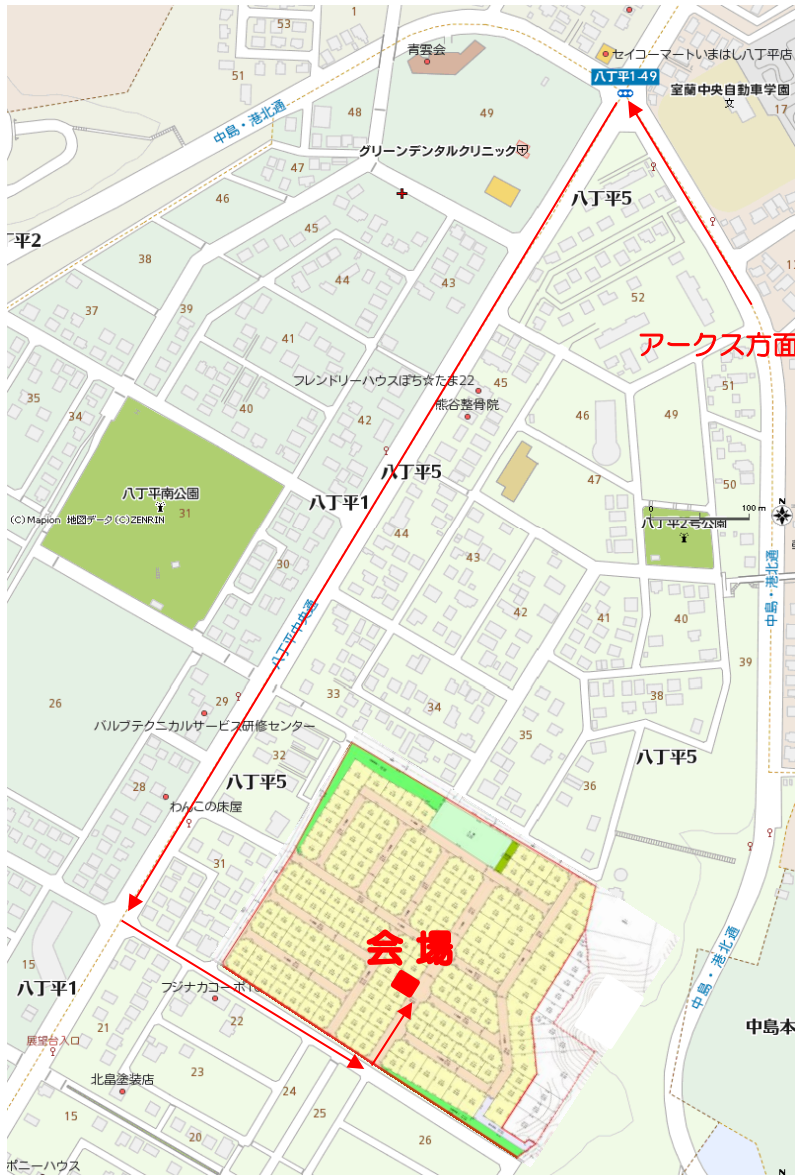 53
1
51
青雲会
セイコーマートいまはし八丁平店
八丁平1-49
室蘭中央自動車学園
17
中島・港北通
48
49
グリーンデンタルクリニック
47
46
八丁平5
45
丁平2
38
44
43
52
37
39
アークス方面
41
フレンドリーハウスぽち☆たま22
45
51
35
34
40
42
熊谷整骨院
46
49
八丁平5
47
50
八丁平南公園
八丁平1
31
0
100 m
N
(C)Mapion 地図データ(C)ZENRIN
八丁平2号公園
44
43
30
中島・港北通
42
41
40
八丁平中央通
39
26
29
33
34
38
バルブテクニカルサービス研修センター
35
32
八丁平5
八丁平5
28
36
わんこの床屋
31
会場
15
中島・港北通
八丁平1
フジナカコーポ
21
22
中島本
展望台入口
23
北畠塗装店
24
15
25
20
26
ポニーハウス
N